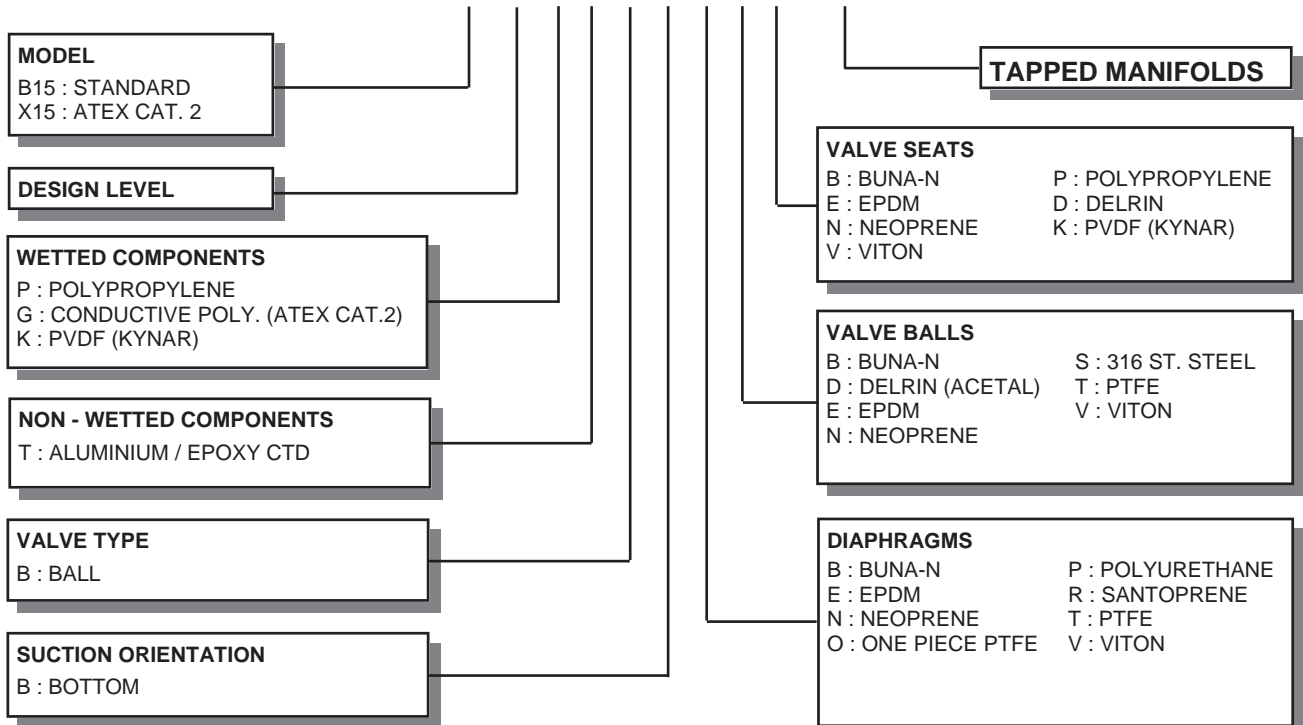 MODEL
B15 : STANDARD
X15 : ATEX CAT. 2
DESIGN LEVEL
WETTED COMPONENTS
P : POLYPROPYLENE
G : CONDUCTIVE POLY. (ATEX CAT.2)
K : PVDF (KYNAR)
NON - WETTED COMPONENTS
T : ALUMINIUM / EPOXY CTD
VALVE TYPE
B : BALL
SUCTION ORIENTATION
B : BOTTOM
TAPPED MANIFOLDS
VALVE SEATS
B : BUNA-N P : POLYPROPYLENE
E : EPDM D : DELRIN
N : NEOPRENE K : PVDF (KYNAR)
V : VITON
VALVE BALLS
B : BUNA-N S : 316 ST. STEEL
D : DELRIN (ACETAL) T : PTFE
E : EPDM V : VITON
N : NEOPRENE
DIAPHRAGMS
B : BUNA-N P : POLYURETHANE
E : EPDM R : SANTOPRENE
N : NEOPRENE T : PTFE
O : ONE PIECE PTFE V : VITON